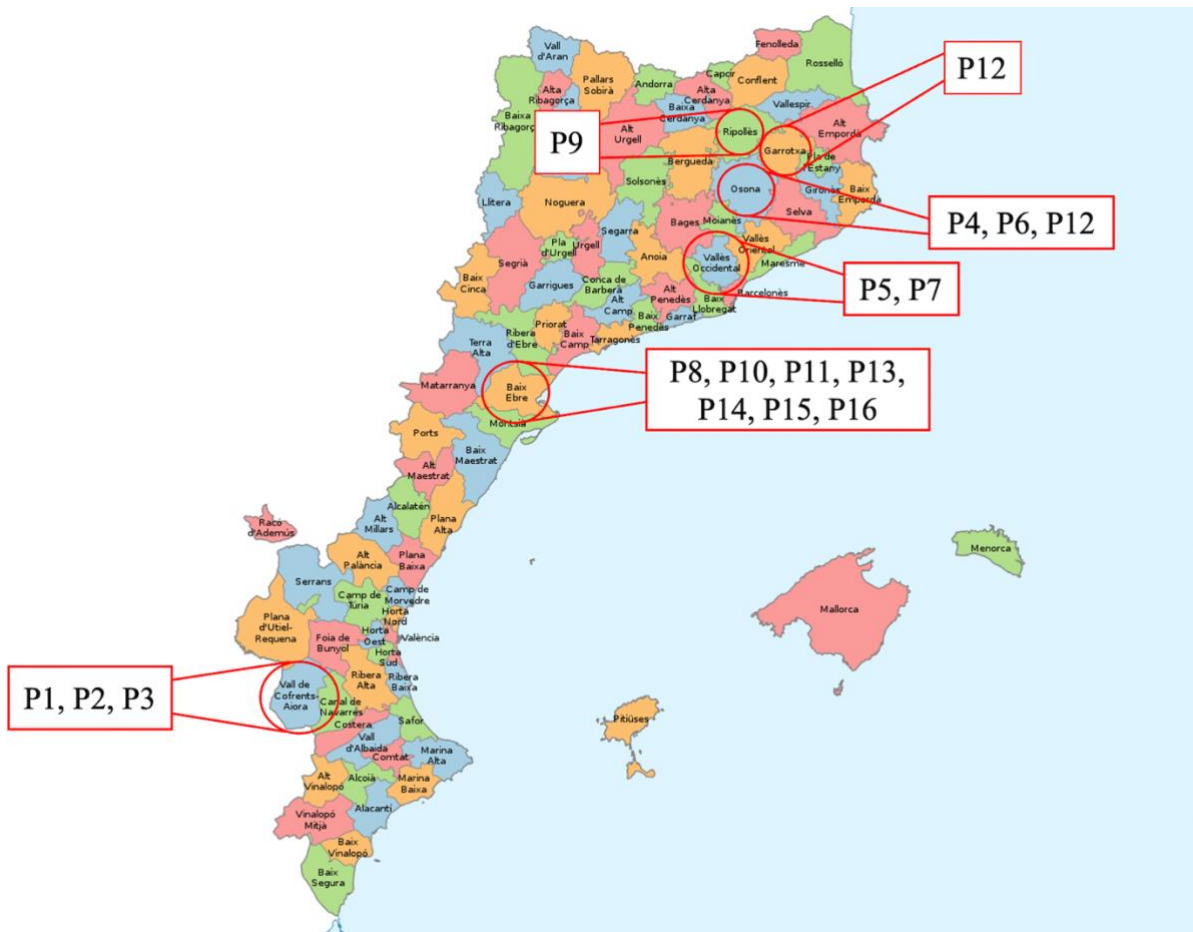 Vall
d'Aran
Pallars
Sobirà
Alta
Ribagorça
Baixa
Ribagorç
Andorra
Capcir
Fenolleda
Rosselló
Conflent
Alta
Cerdanya
Baixa
Cerdanya
Vallespir
Alt
Empordà
Alt
Urgell
Ripollès
Garrotxa
Pla de
l'Estany
Berguedà
Solsonès
Osona
Gironès
Baix
Empordà
Selva
Llitera
Noguera
Bages
Moianès
Segarra
Pla
d'Urgell
Urgell
Anoia
Vallès
Oriental
Vallès
Occidental
Maresme
Segrià
Baix
Cinca
Garrigues
Conca de
Barberà
Alt
Camp
Alt
Penedès
Baix
Llobregat
Barcelonès
Garraf
Baix
Penedès
Priorat
Baix
Camp
Tarragonès
Ribera
d'Ebre
Terra
Alta
Matarranya
Baix
Ebre
Montsià
Ports
Baix
Maestrat
Alt
Maestrat
Alcalatén
Alt
Millars
Plana
Alta
Racó
d'Ademús
Alt
Palància
Plana
Baixa
Serrans
Camp de
Túria
Camp de
Morvedre
Horta
Nord
Plana
d'Utiel-
Requena
Foia de
Bunyol
Horta
Oest
València
Horta
Sud
Ribera
Alta
Ribera
Baixa
Vall de
Cofrents-
Aiora
Canal de
Navarrés
Costera
Safor
Vall
d'Albaida
Comtat
Marina
Alta
Alt
Vinalopó
Alcoià
Marina
Baixa
Vinalopó
Mitjà
Alacantí
Baix
Vinalopó
Baix
Segura
Menorca
Mallorca
Pitiüses
P12
P9
P4, P6, P12
P5, P7
P8, P10, P11, P13,
P14, P15, P16
P1, P2, P3